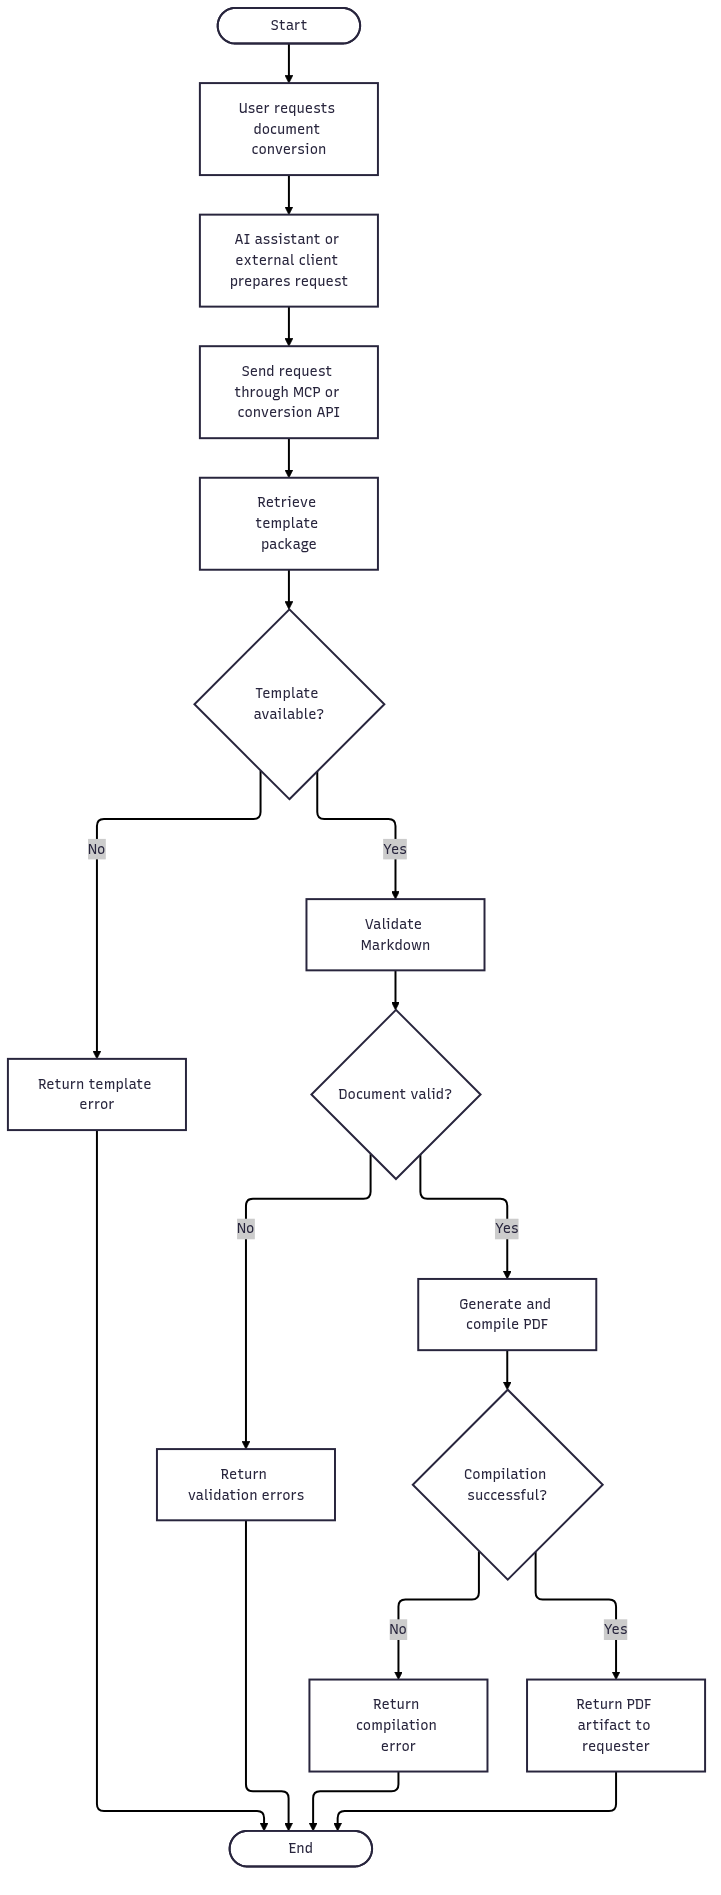 Start
User requests
document
conversion
AI assistant or
external client
prepares request
Send request
through MCP or
conversion API
Retrieve
template
package
Template
available?
No
Yes
Validate
Markdown
Return template
error
Document valid?
No
Yes
Generate and
compile PDF
Return
validation errors
Compilation
successful?
No
Yes
Return
compilation
error
Return PDF
artifact to
requester
End